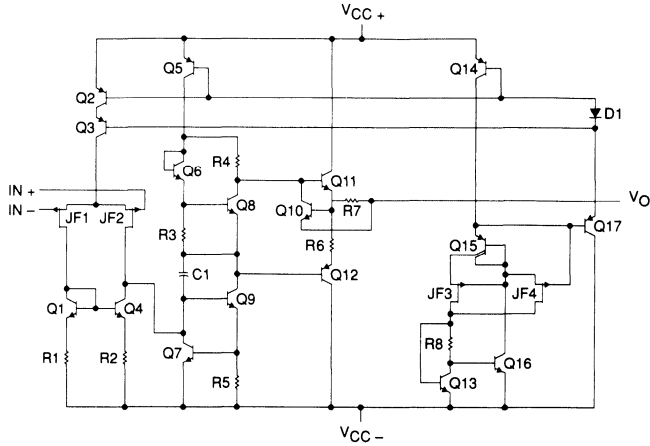 VCC+
Q5
Q14
Q2
D1
Q3
Q6
R4
Q11
IN +
IN −
JF1
JF2
Q8
Q10
R7
VO
Q17
R3
R6
Q15
C1
Q12
JF3
JF4
Q1
Q4
Q9
R8
Q16
R1
R2
Q7
R5
Q13
VCC−